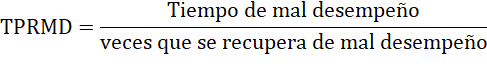 TPRMD = Tiempo de mal desempeño / veces que se recupera de mal desempeño